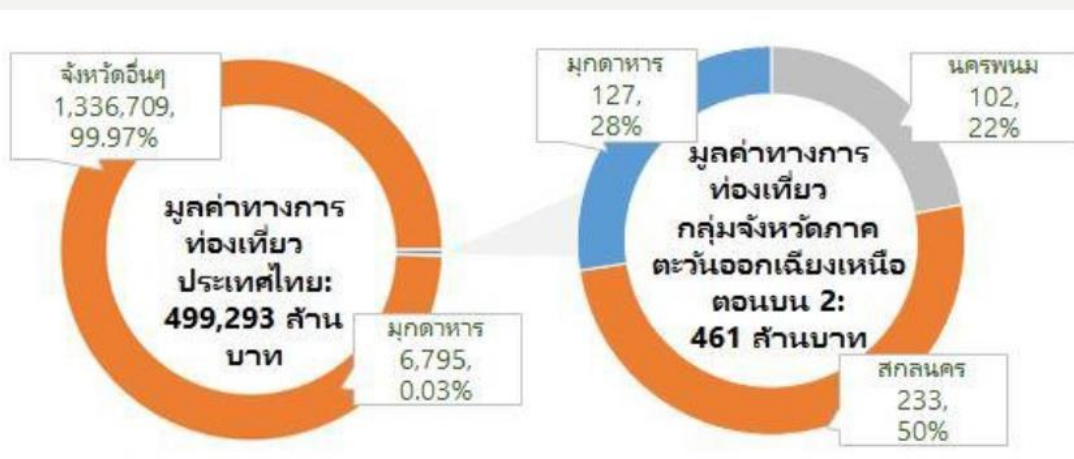 จังหวัดอื่นๆ
1,336,709,
99.97%
มูลค่าทางการ
ท่องเที่ยว
ประเทศไทย:
499,293 ล้าน
บาท
มุกดาหาร
6,795,
0.03%
มุกดาหาร
127,
28%
นครพนม
102,
22%
มูลค่าทางการ
ท่องเที่ยว
กลุ่มจังหวัดภาค
ตะวันออกเฉียงเหนือ
ตอนบน 2:
461 ล้านบาท
สกลนคร
233,
50%